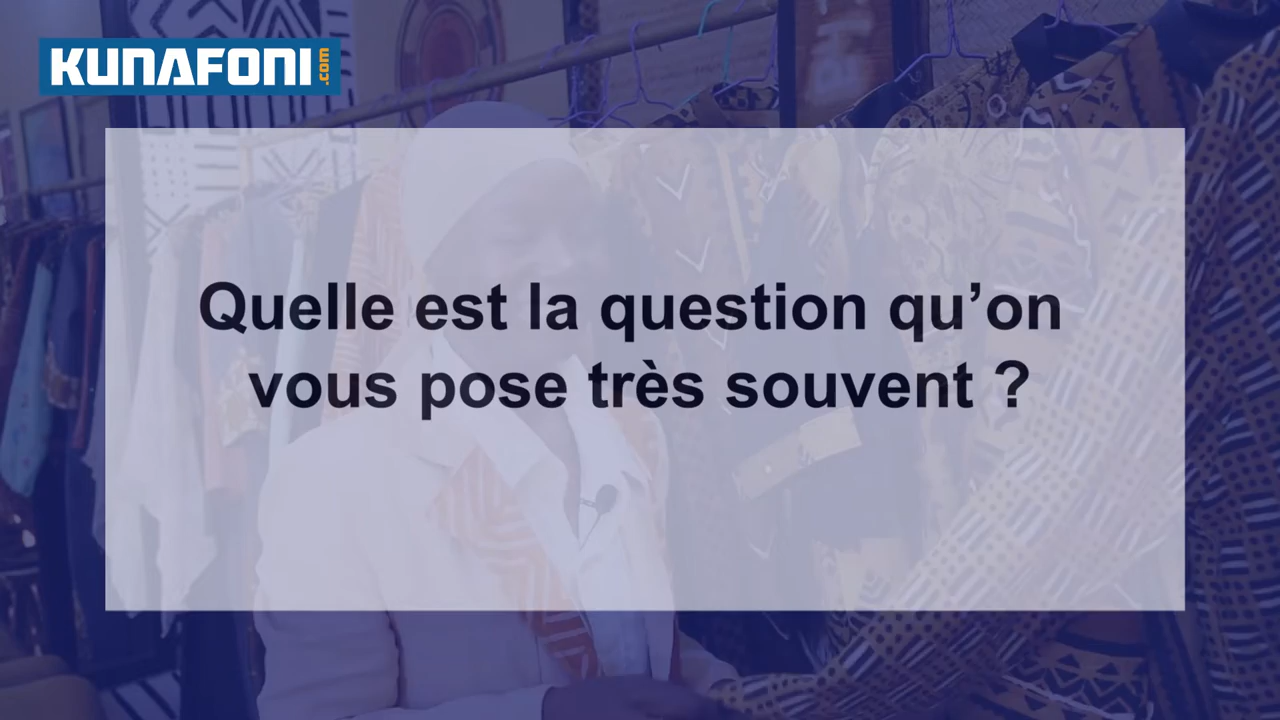 KUNAFONI.com
Quelle est la question qu’on
vous pose très souvent ?